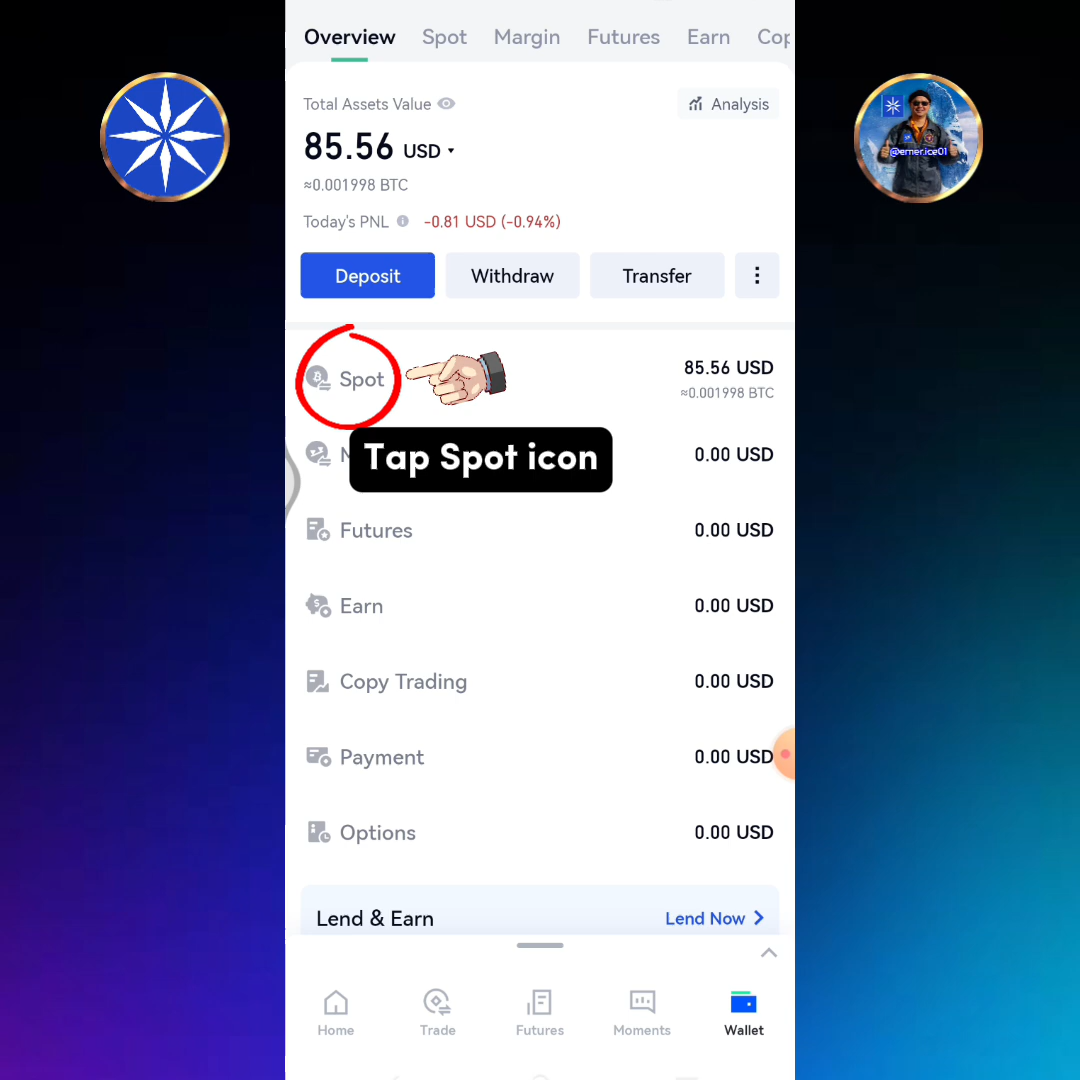 Overview Spot Margin Futures Earn Cop
Total Assets Value Analysis
85.56 USD
≈0.001998 BTC
Today's PNL -0.81 USD (-0.94%)
Deposit Withdraw Transfer
@emer.ice01
Spot 85.56 USD
≈0.001998 BTC
Tap Spot icon
0.00 USD
Futures 0.00 USD
Earn 0.00 USD
Copy Trading 0.00 USD
Payment 0.00 USD
Options 0.00 USD
Lend & Earn Lend Now
Home Trade Futures Moments Wallet